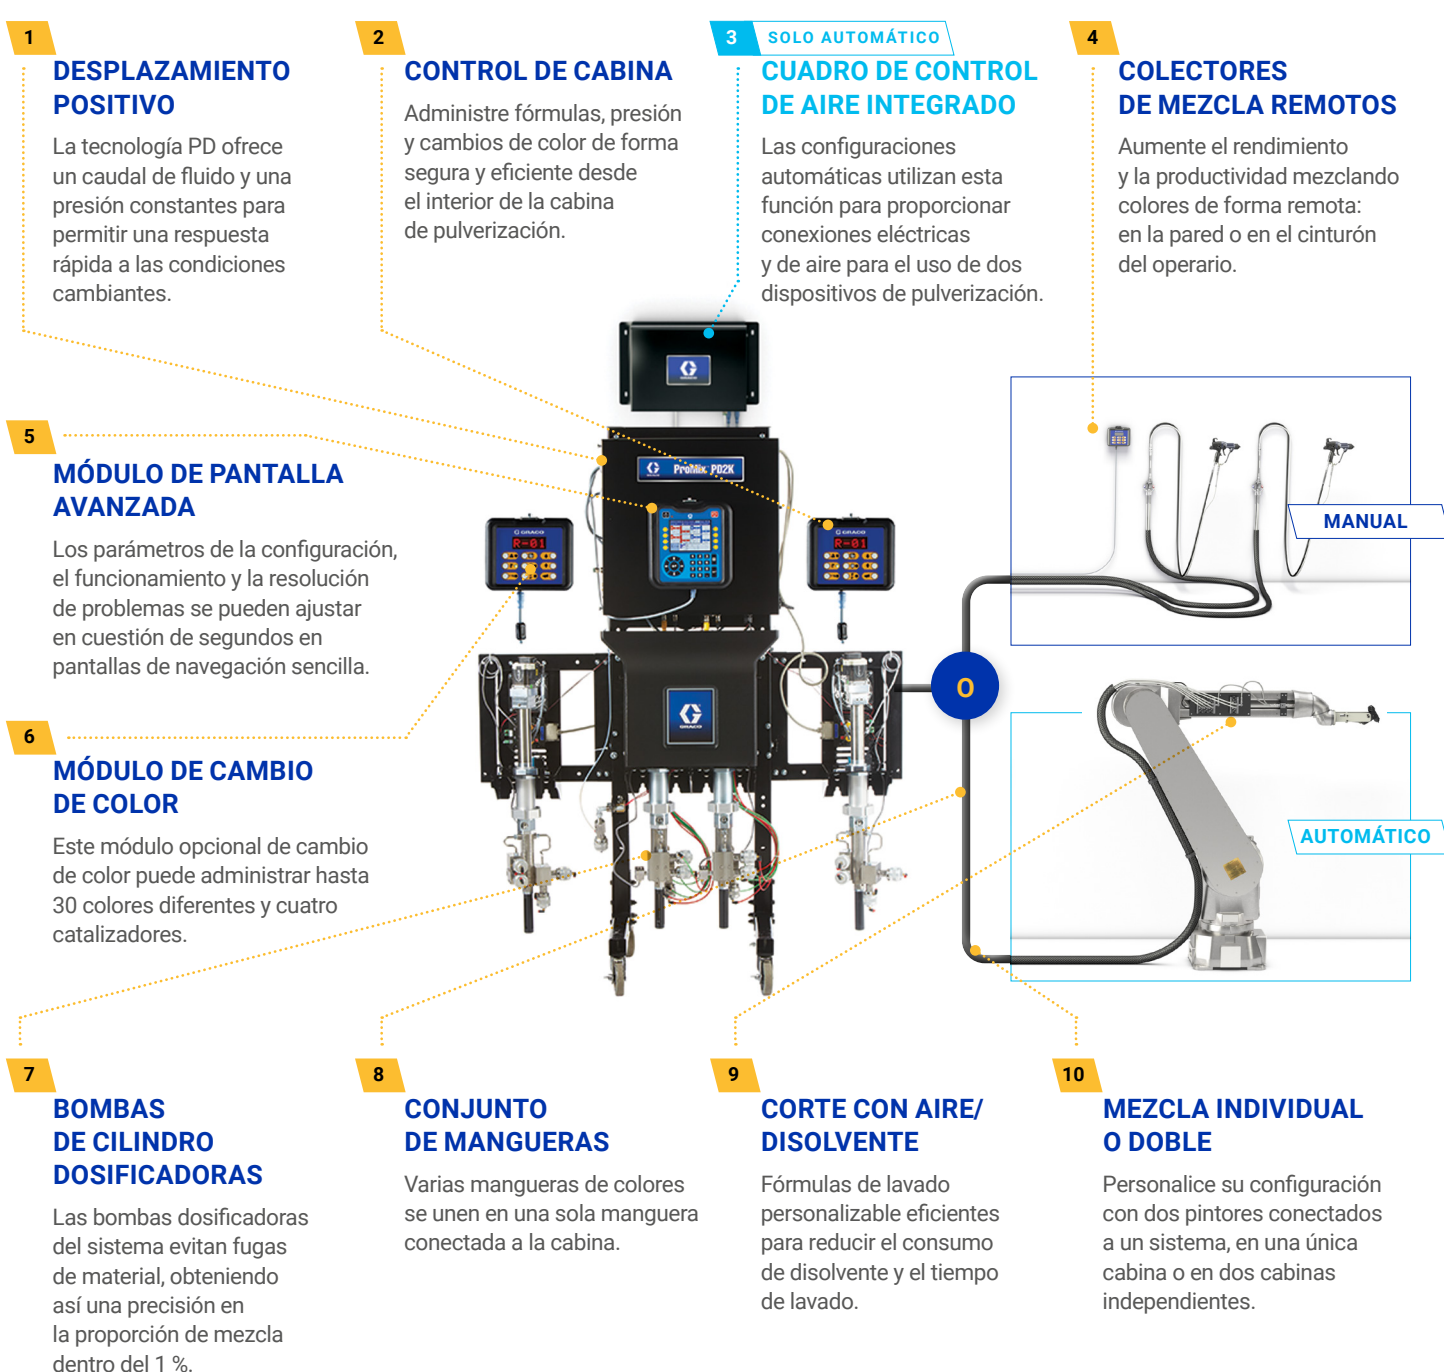 1
DESPLAZAMIENTO
POSITIVO
La tecnología PD ofrece
un caudal de fluido y una
presión constantes para
permitir una respuesta
rápida a las condiciones
cambiantes.
2
CONTROL DE CABINA
Administre fórmulas, presión
y cambios de color de forma
segura y eficiente desde
el interior de la cabina
de pulverización.
3 SOLO AUTOMÁTICO
CUADRO DE CONTROL
DE AIRE INTEGRADO
Las configuraciones
automáticas utilizan esta
función para proporcionar
conexiones eléctricas
y de aire para el uso de dos
dispositivos de pulverización.
4
COLECTORES
DE MEZCLA REMOTOS
Aumente el rendimiento
y la productividad mezclando
colores de forma remota:
en la pared o en el cinturón
del operario.
5
MÓDULO DE PANTALLA
AVANZADA
Los parámetros de la configuración,
el funcionamiento y la resolución
de problemas se pueden ajustar
en cuestión de segundos en
pantallas de navegación sencilla.
6
MÓDULO DE CAMBIO
DE COLOR
Este módulo opcional de cambio
de color puede administrar hasta
30 colores diferentes y cuatro
catalizadores.
GRACO
ProMix PD2K
GRACO
R-01
GRACO
R-01
GRACO
O
MANUAL
AUTOMÁTICO
7
BOMBAS
DE CILINDRO
DOSIFICADORAS
Las bombas dosificadoras
del sistema evitan fugas
de material, obteniendo
así una precisión en
la proporción de mezcla
dentro del 1 %.
8
CONJUNTO
DE MANGUERAS
Varias mangueras de colores
se unen en una sola manguera
conectada a la cabina.
9
CORTE CON AIRE/
DISOLVENTE
Fórmulas de lavado
personalizable eficientes
para reducir el consumo
de disolvente y el tiempo
de lavado.
10
MEZCLA INDIVIDUAL
O DOBLE
Personalice su configuración
con dos pintores conectados
a un sistema, en una única
cabina o en dos cabinas
independientes.